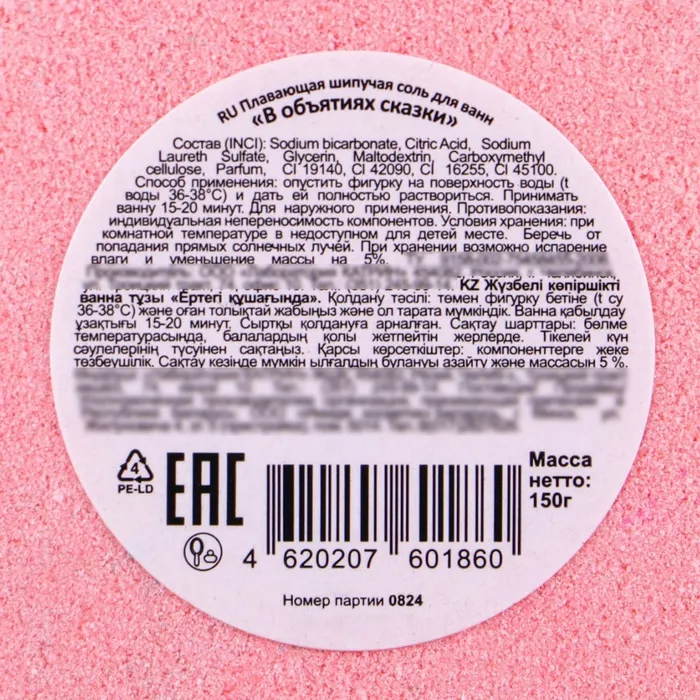 RU Плавающая шипучая соль для ванн
«В объятиях сказки»
Состав (INCI): Sodium bicarbonate, Citric Acid, Sodium
Laureth Sulfate, Glycerin, Maltodextrin, Carboxymethyl
cellulose, Parfum, CI 19140, CI 42090, CI 16255, CI 45100.
Способ применения: опустить фигурку на поверхность воды (t
воды 36-38°С) и дать ей полностью раствориться. Принимать
ванну 15-20 минут. Для наружного применения. Противопоказания:
индивидуальная непереносимость компонентов. Условия хранения: при
комнатной температуре в недоступном для детей месте. Беречь от
попадания прямых солнечных лучей. При хранении возможно испарение
влаги и уменьшение массы на 5%.
KZ Жүзбелі көпіршікті
ванна тұзы «Ертегі құшағында». Қолдану тәсілі: төмен фигурку бетіне (t су
36-38°С) және оған толықтай жабыңыз және ол тарата мүмкіндік. Ванна қабылдау
ұзақтығы 15-20 минут. Сыртқы қолдануға арналған. Сақтау шарттары: бөлме
температурасында, балалардың қолы жетпейтін жерлерде. Тікелей күн
сәулелерінің түсуінен сақтаңыз. Қарсы көрсеткіштер: компоненттерге жеке
төзбеушілік. Сақтау кезінде мүмкін ылғалдың булануы азайту және массасын 5 %.
4
PE-LD
EAC
Масса
нетто:
150г
4 620207 601860
Номер партии 0824